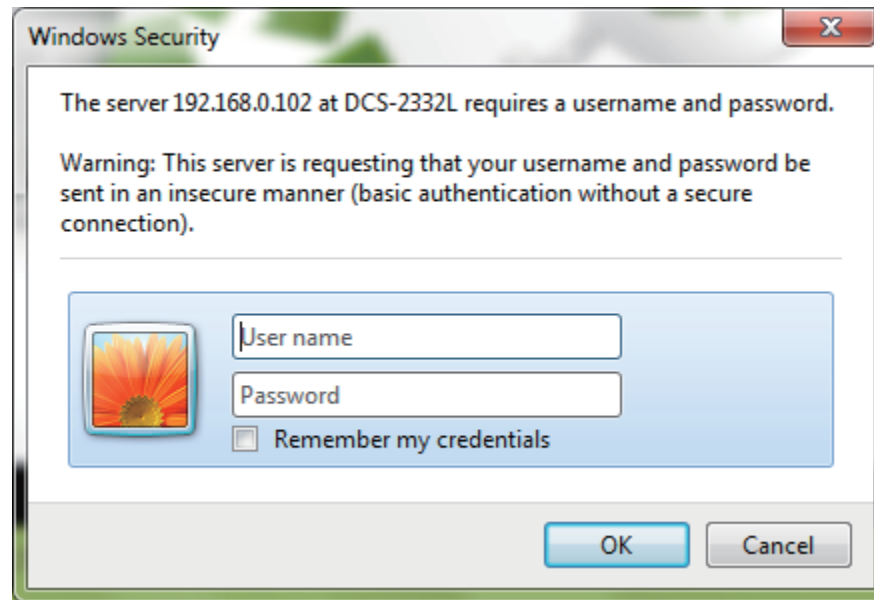 Windows Security
The server 192.168.0.102 at DCS-2332L requires a username and password.
Warning: This server is requesting that your username and password be
sent in an insecure manner (basic authentication without a secure
connection).
User name
Password
Remember my credentials
OK
Cancel